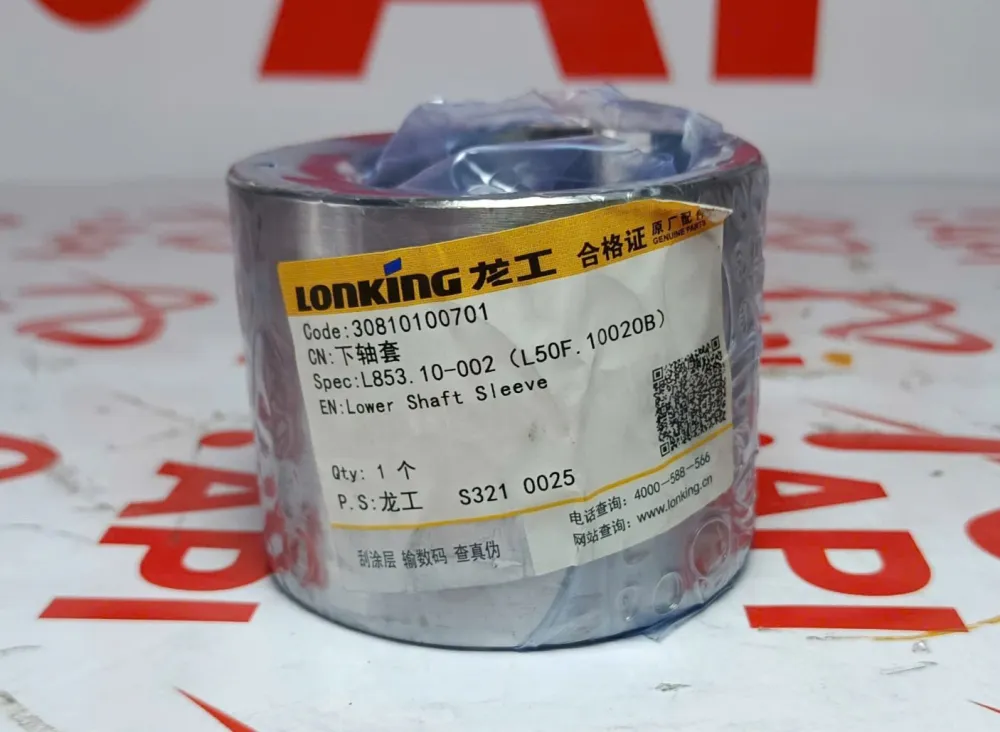 API
LONKING 龙工 合格证 原厂配件
GENUINE PARTS
Code:30810100701
CN:下轴套
Spec:L853.10-002 (L50F.10020B)
EN:Lower Shaft Sleeve
Qty: 1 个
P.S:龙工 S321 0025
电话查询: 4000-588-566
网站查询: www.lonking.cn
刮涂层 输数码 查真伪
API
API